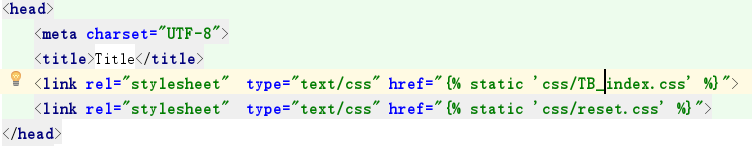 <head>
    <meta charset="UTF-8">
    <title>Title</title>
    <link rel="stylesheet"  type="text/css" href="{% static 'css/TB_index.css' %}">
    <link rel="stylesheet"  type="text/css" href="{% static 'css/reset.css' %}">
</head>